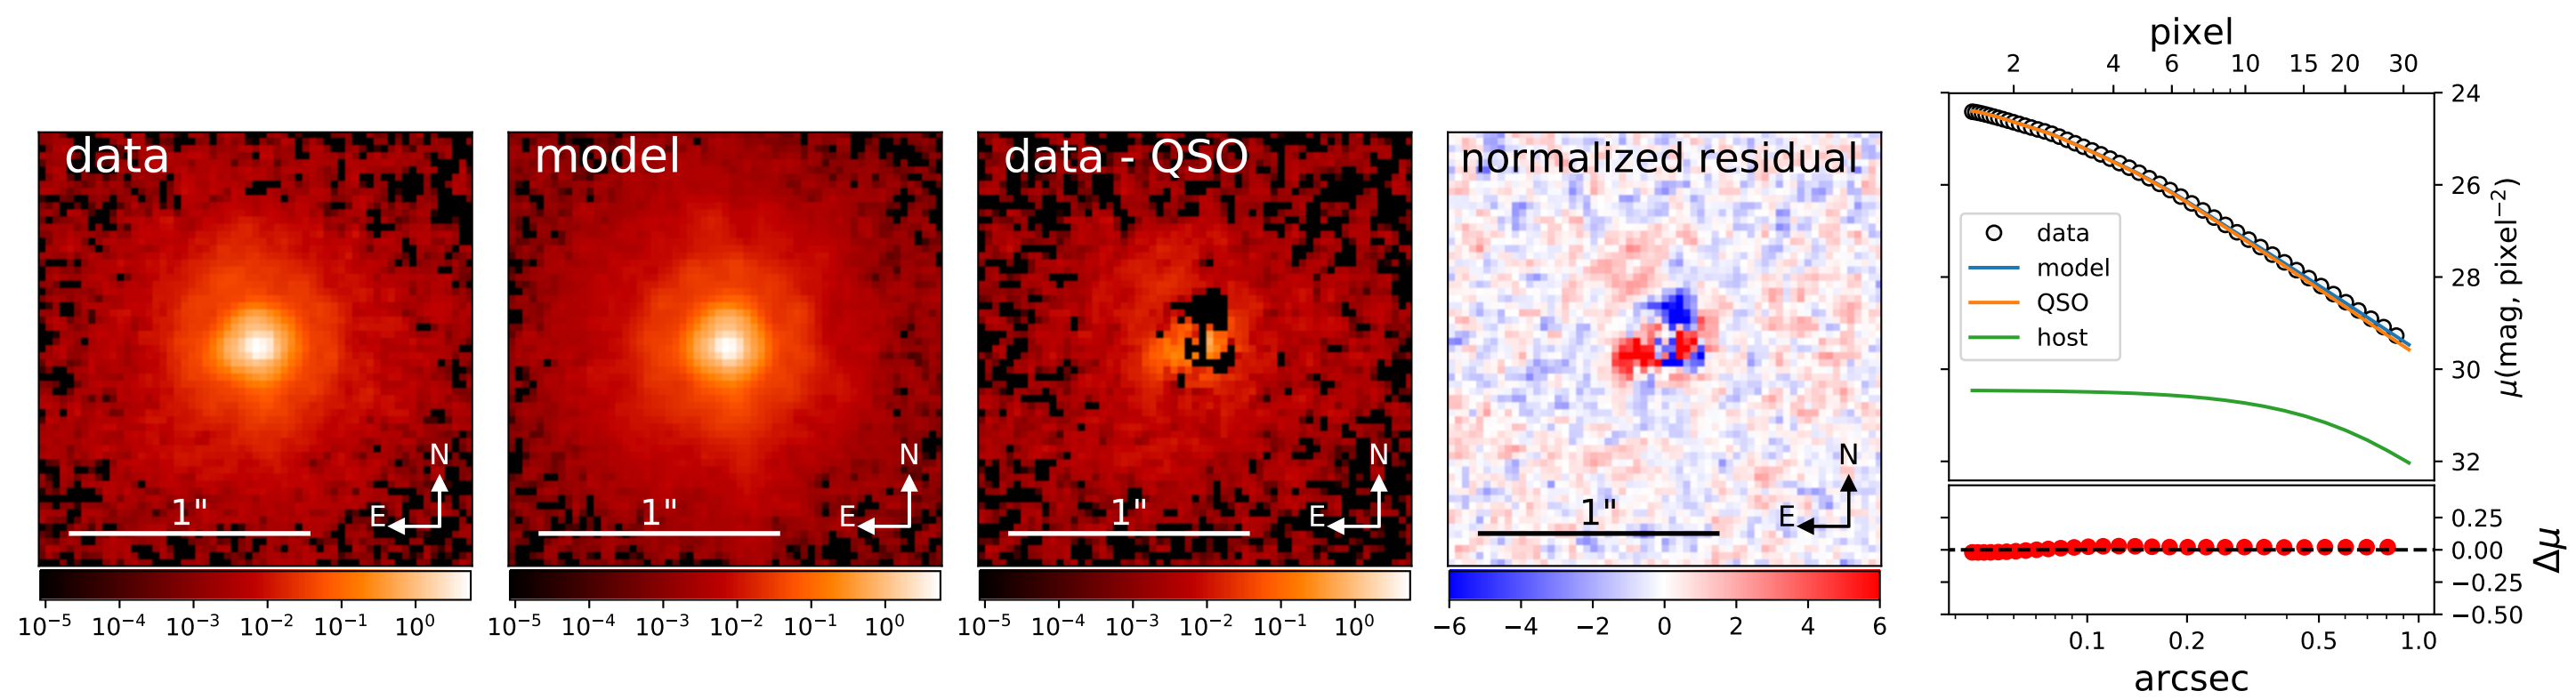 data
N
E
1"
10⁻⁵ 10⁻⁴ 10⁻³ 10⁻² 10⁻¹ 10⁰
model
N
E
1"
10⁻⁵ 10⁻⁴ 10⁻³ 10⁻² 10⁻¹ 10⁰
data - QSO
N
E
1"
10⁻⁵ 10⁻⁴ 10⁻³ 10⁻² 10⁻¹ 10⁰
normalized residual
N
E
1"
−6 −4 −2 0 2 4 6
pixel
2 4 6 10 15 20 30
24
26
28
30
32
μ(mag, pixel⁻²)
data
model
QSO
host
0.25
0.00
−0.25
−0.50
Δμ
0.1 0.2 0.5 1.0
arcsec